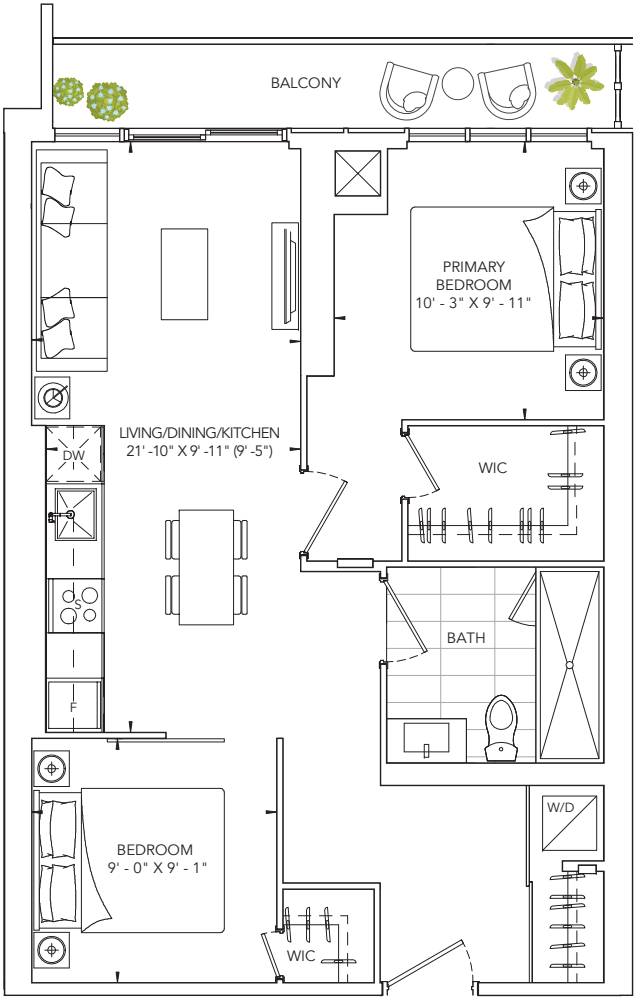 BALCONY
PRIMARY
BEDROOM
10' - 3" X 9' - 11"
LIVING/DINING/KITCHEN
21' -10" X 9' -11" (9' -5")
DW
WIC
S
BATH
F
W/D
BEDROOM
9' - 0" X 9' - 1"
WIC